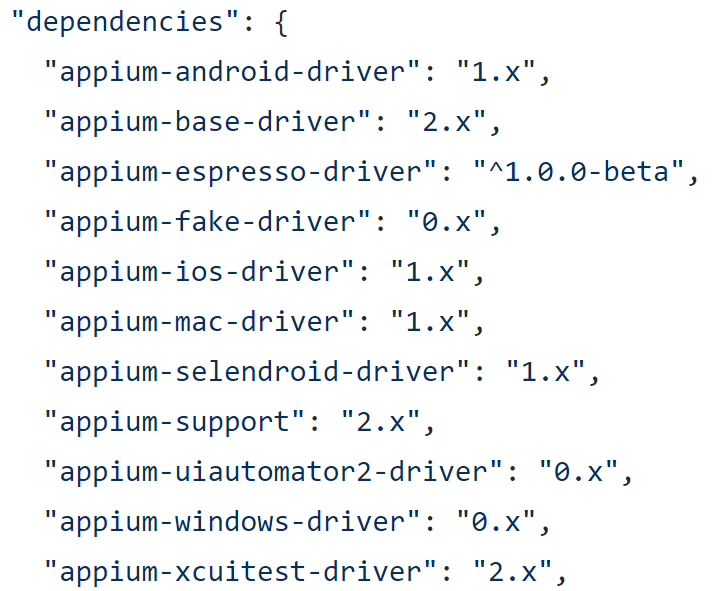 "dependencies": {
"appium-android-driver": "1.x",
"appium-base-driver": "2.x",
"appium-espresso-driver": "^1.0.0-beta",
"appium-fake-driver": "0.x",
"appium-ios-driver": "1.x",
"appium-mac-driver": "1.x",
"appium-selendroid-driver": "1.x",
"appium-support": "2.x",
"appium-uiautomator2-driver": "0.x",
"appium-windows-driver": "0.x",
"appium-xcuitest-driver": "2.x",